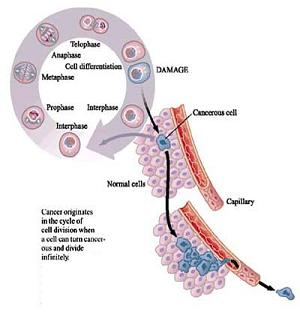 Telophase
Anaphase
Cell differentistion
Metaphase
DAMAGE
Prophase
Interphase
Interphase
Cancerous cell
Normal cells
Capillary
Cancer originates
in the cycle of
cell division when
a cell can turn cancer-
ous and divide
infinitely.